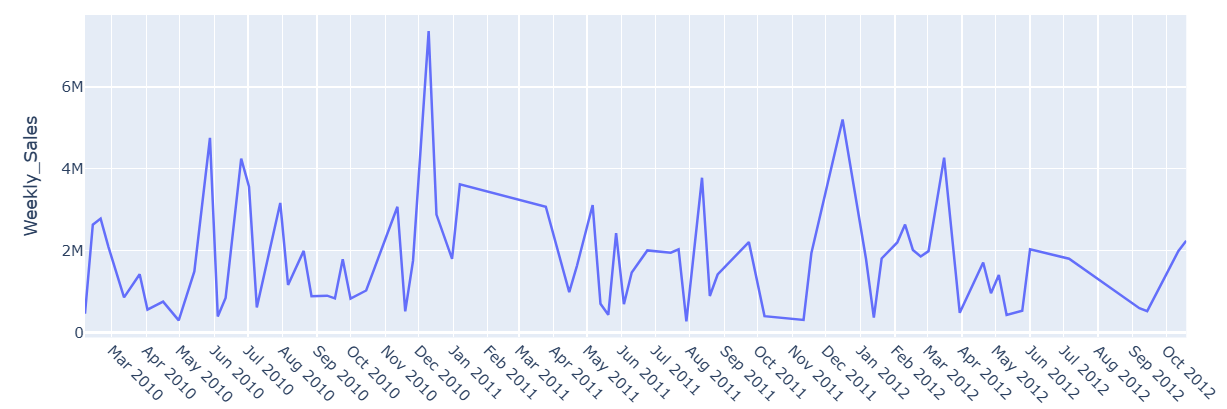 Weekly_Sales
6M
4M
2M
0
Mar 2010
Apr 2010
May 2010
Jun 2010
Jul 2010
Aug 2010
Sep 2010
Oct 2010
Nov 2010
Dec 2010
Jan 2011
Feb 2011
Mar 2011
Apr 2011
May 2011
Jun 2011
Jul 2011
Aug 2011
Sep 2011
Oct 2011
Nov 2011
Dec 2011
Jan 2012
Feb 2012
Mar 2012
Apr 2012
May 2012
Jun 2012
Jul 2012
Aug 2012
Sep 2012
Oct 2012